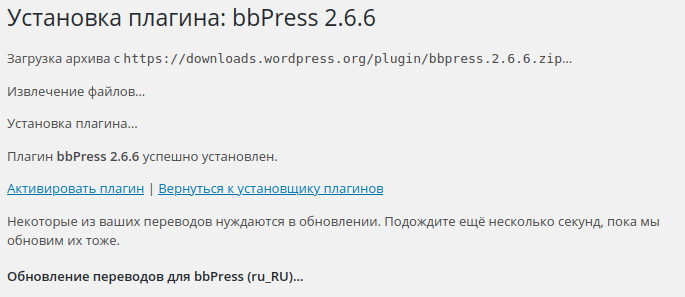 Установка плагина: bbPress 2.6.6
Загрузка архива с https://downloads.wordpress.org/plugin/bbpress.2.6.6.zip…
Извлечение файлов…
Установка плагина…
Плагин bbPress 2.6.6 успешно установлен.
Активировать плагин | Вернуться к установщику плагинов
Некоторые из ваших переводов нуждаются в обновлении. Подождите ещё несколько секунд, пока мы
обновим их тоже.
Обновление переводов для bbPress (ru_RU)…